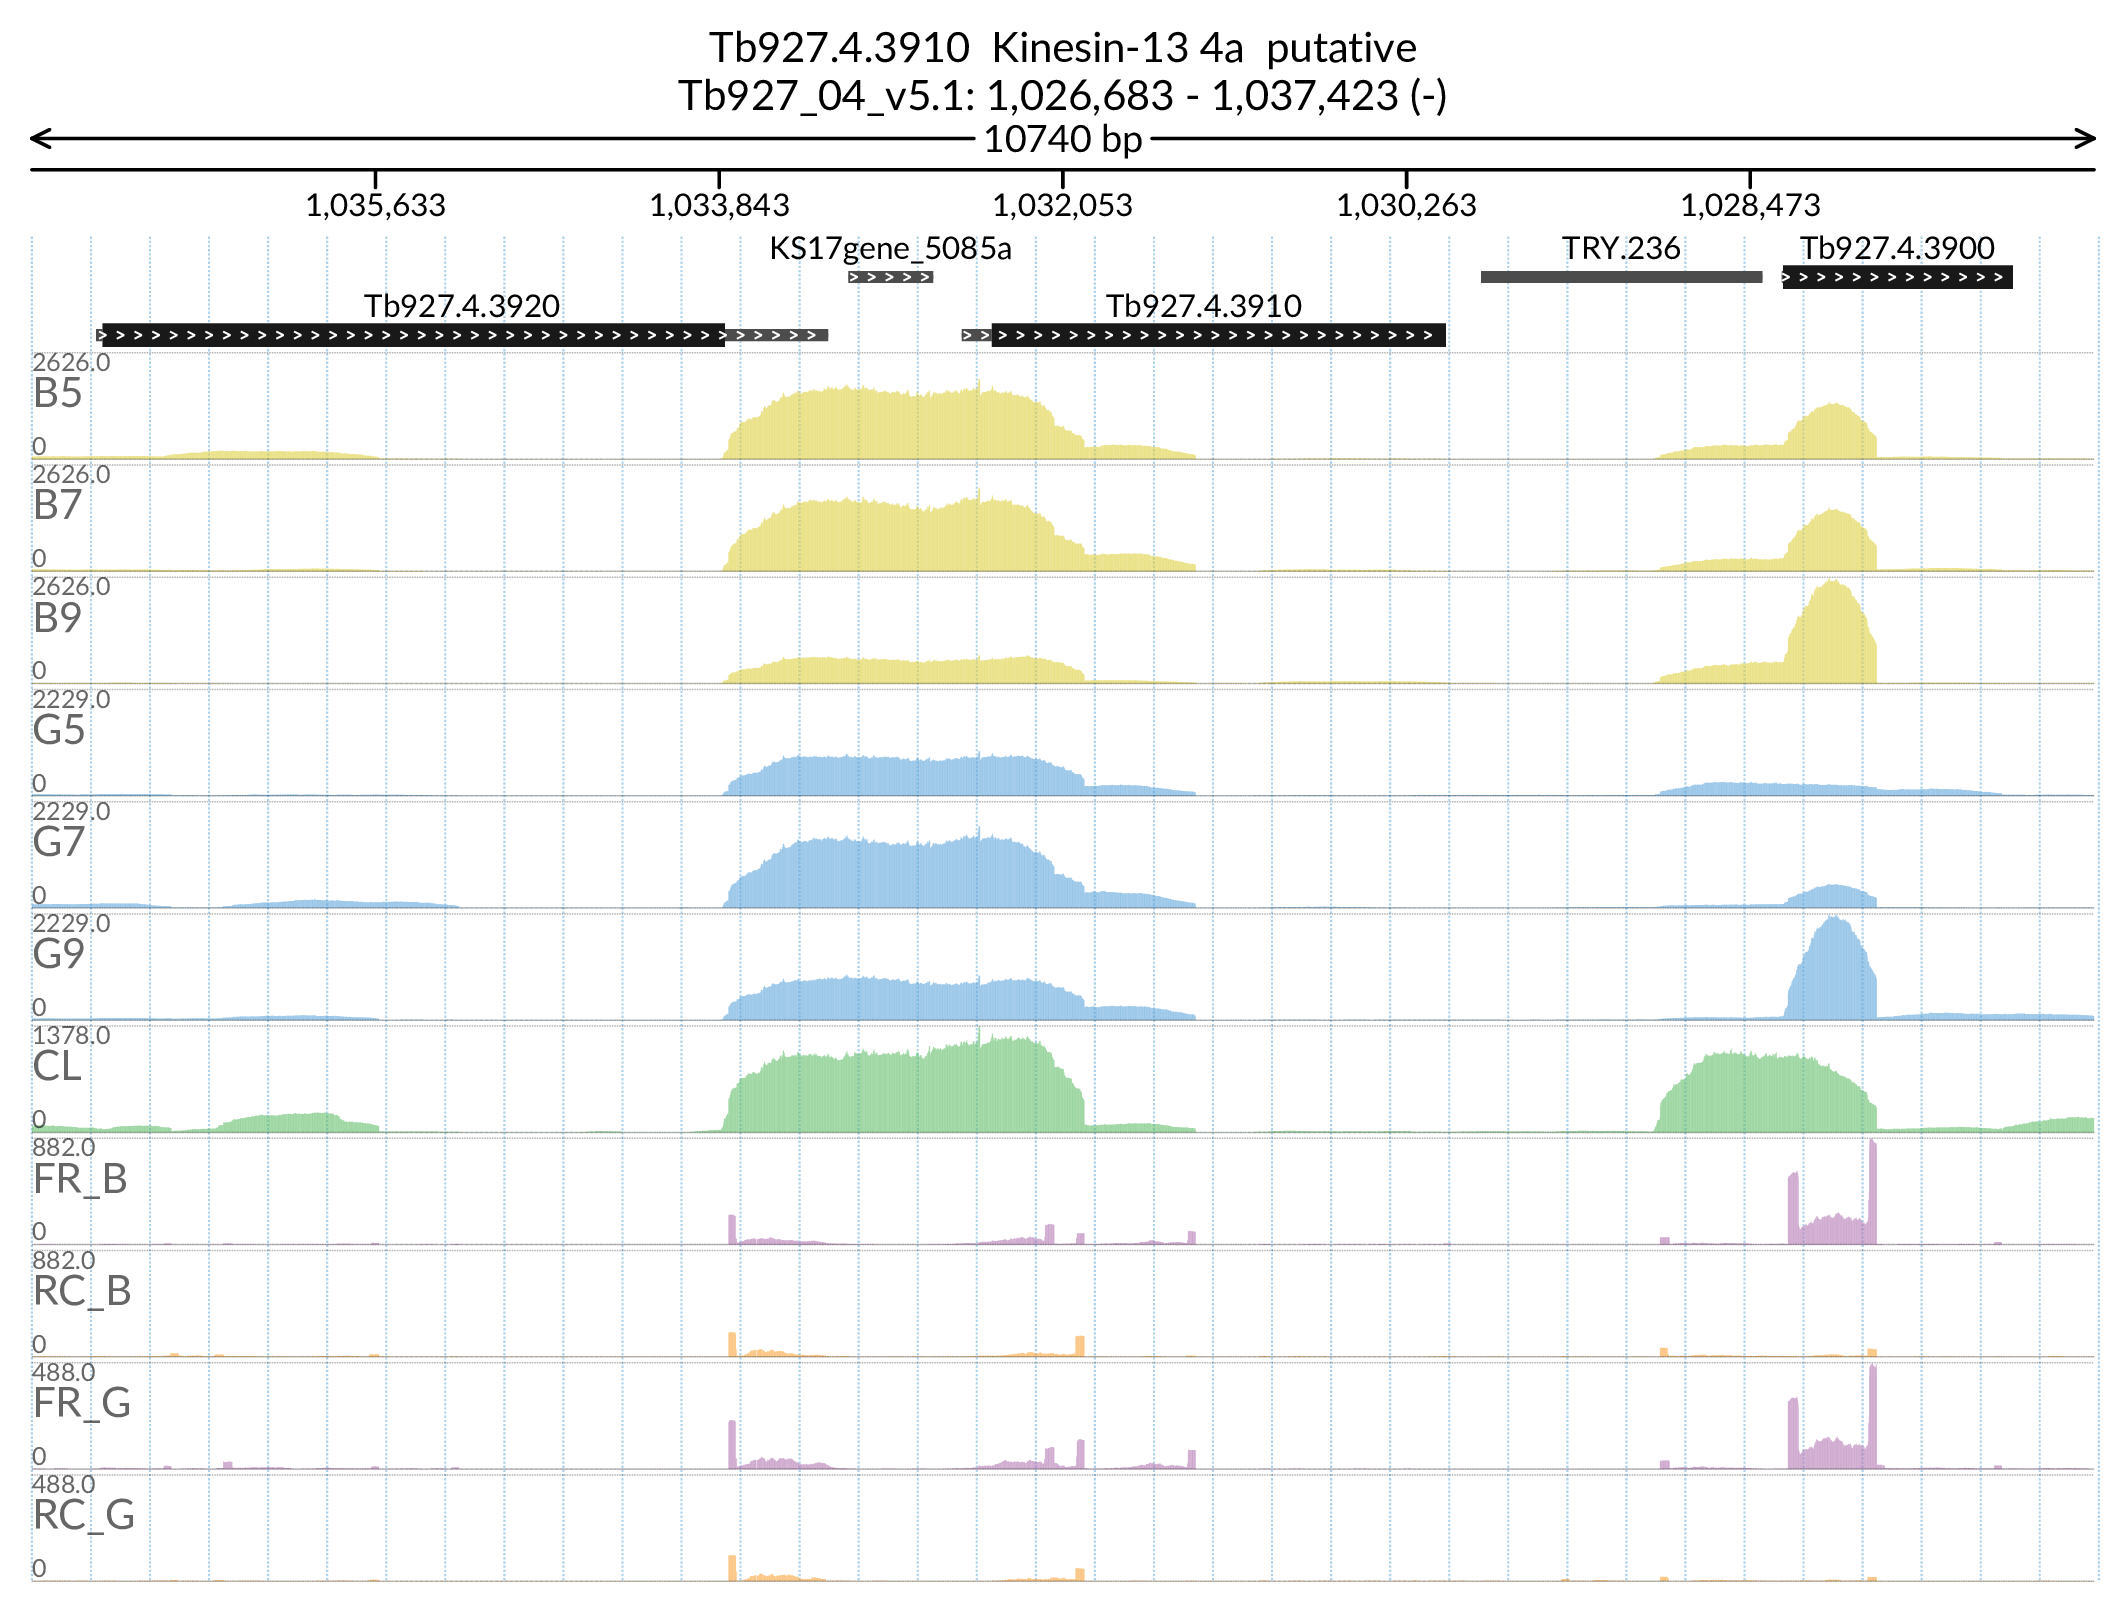 Tb927.4.3910 Kinesin-13 4a putative
Tb927_04_v5.1: 1,026,683 - 1,037,423 (-)
10740 bp
1,035,633 1,033,843 1,032,053 1,030,263 1,028,473
KS17gene_5085a TRY.236 Tb927.4.3900
Tb927.4.3920 Tb927.4.3910
2626.0
B5
0
2626.0
B7
0
2626.0
B9
0
2229.0
G5
0
2229.0
G7
0
2229.0
G9
0
1378.0
CL
0
882.0
FR_B
0
882.0
RC_B
0
488.0
FR_G
0
488.0
RC_G
0